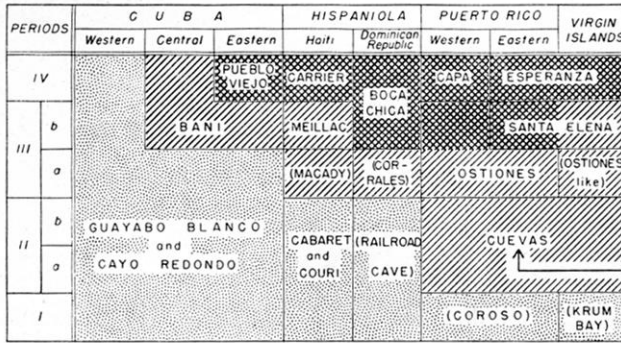 PERIODS
CUBA
HISPANIOLA
PUERTO RICO
VIRGIN
ISLANDS
Western
Central
Eastern
Haiti
Dominican
Republic
Western
Eastern
IV
PUEBLO
VIEJO
CARRIER
BOCA
CHICA
CAPA
ESPERANZA
III
b
BANI
MEILLAC
SANTA ELENA
a
(MACADY)
(COR-
RALES)
OSTIONES
(OSTIONES
like)
II
b
GUAYABO BLANCO
and
CAYO REDONDO
CABARET
and
COURI
(RAILROAD
CAVE)
CUEVAS
a
I
(COROSO)
(KRUM
BAY)